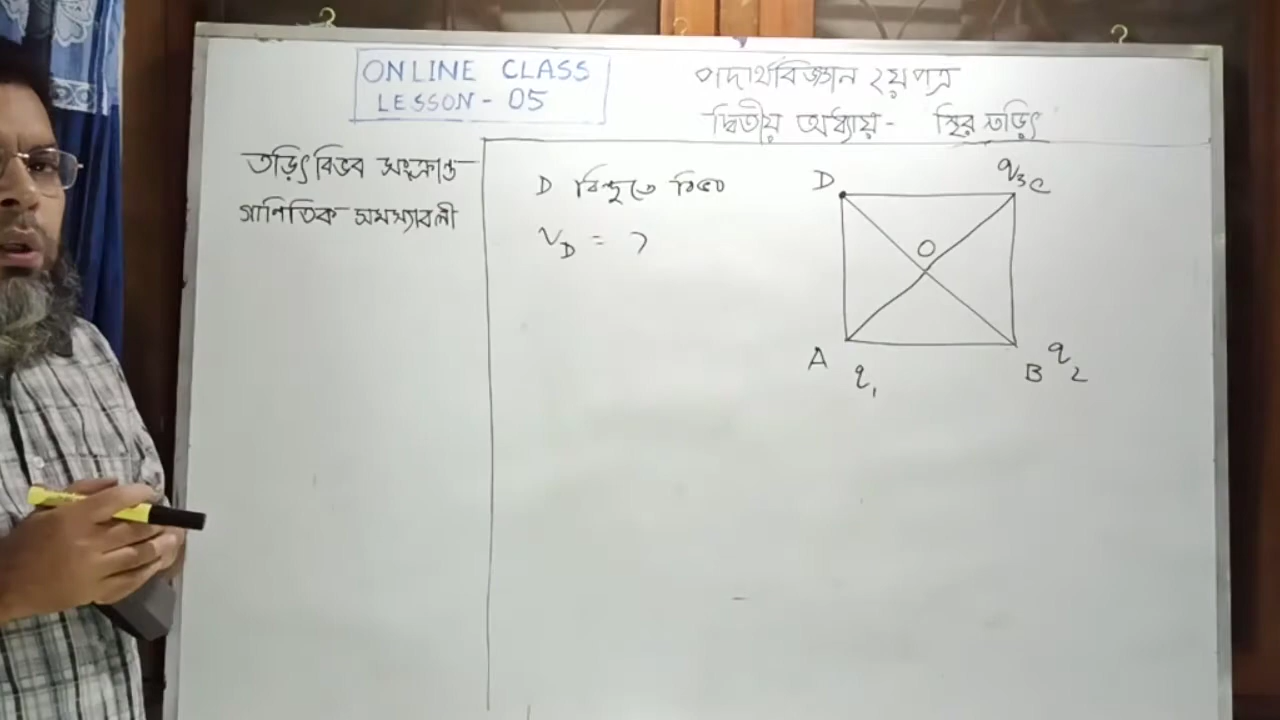 ONLINE CLASS
LESSON - 05
পদার্থবিজ্ঞান ২য় পত্র
দ্বিতীয় অধ্যায় - স্থির তড়িৎ
তড়িৎ বিভব সংক্রান্ত
গাণিতিক সমস্যাবলী
D বিন্দুতে বিভব
V_D = ?
D
q₃ C
O
A
q₁
B q₂